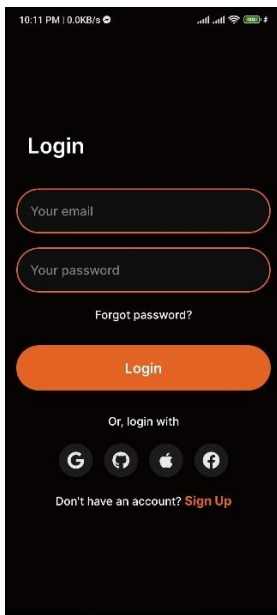 10:11 PM | 0.0KB/s
Login
Your email
Your password
Forgot password?
Login
Or, login with
Don't have an account? Sign Up